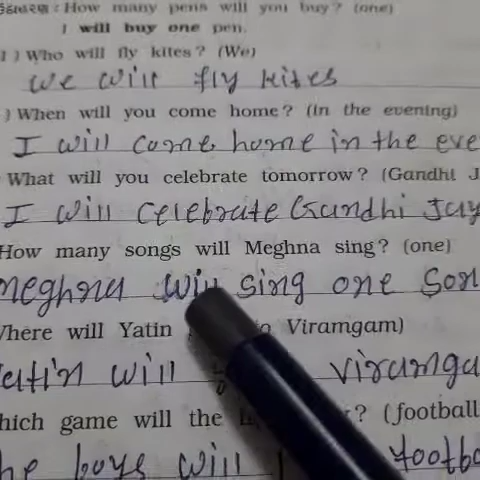 ઉદાહરણ : How many pens will you buy? (one)
I will buy one pen.
) Who will fly kites? (We)
We will fly kites
) When will you come home? (in the evening)
I will come home in the eve
What will you celebrate tomorrow? (Gandhi J
I will celebrate Gandhi Jay
How many songs will Meghna sing? (one)
meghna will sing one son
here will Yatin Viramgam)
atin will viramga
hich game will the ? (football
he boys will footba